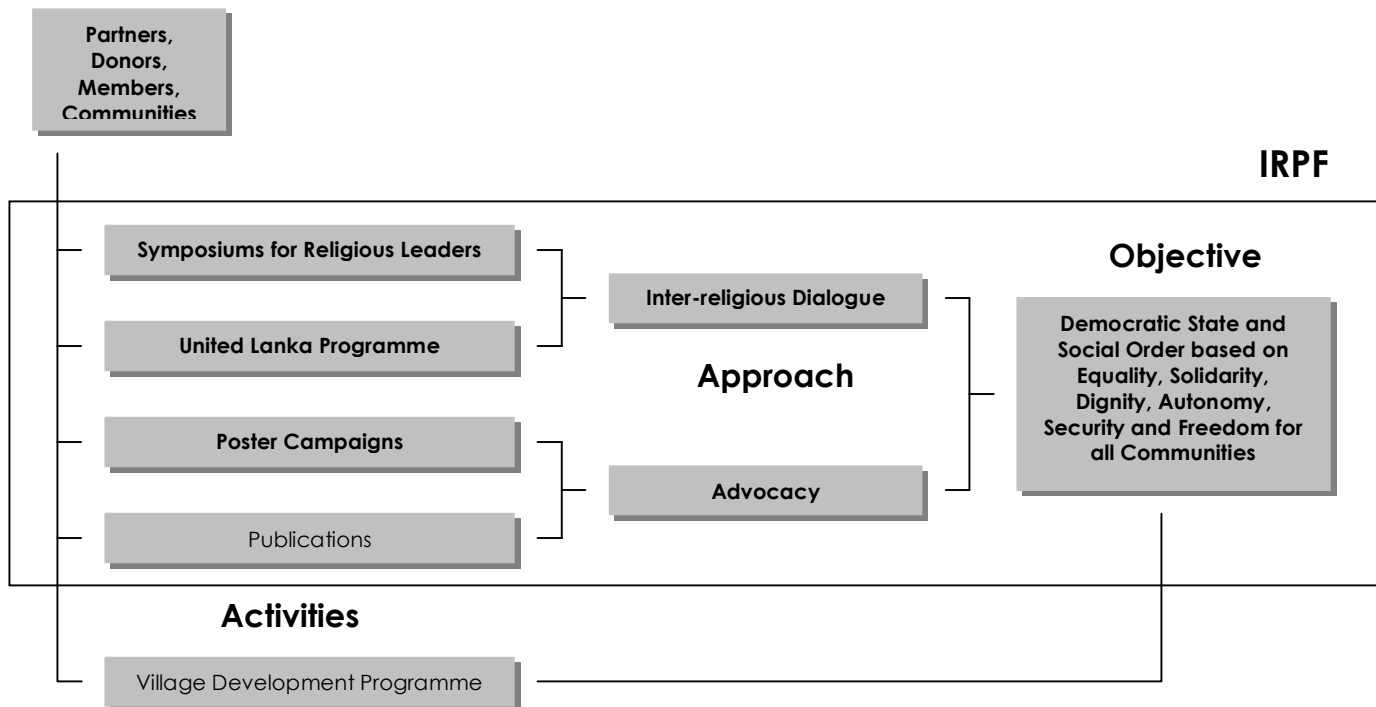 Partners,
Donors,
Members,
Communities
IRPF
Symposiums for Religious Leaders
United Lanka Programme
Poster Campaigns
Publications
Inter-religious Dialogue
Approach
Advocacy
Objective
Democratic State and
Social Order based on
Equality, Solidarity,
Dignity, Autonomy,
Security and Freedom for
all Communities
Activities
Village Development Programme